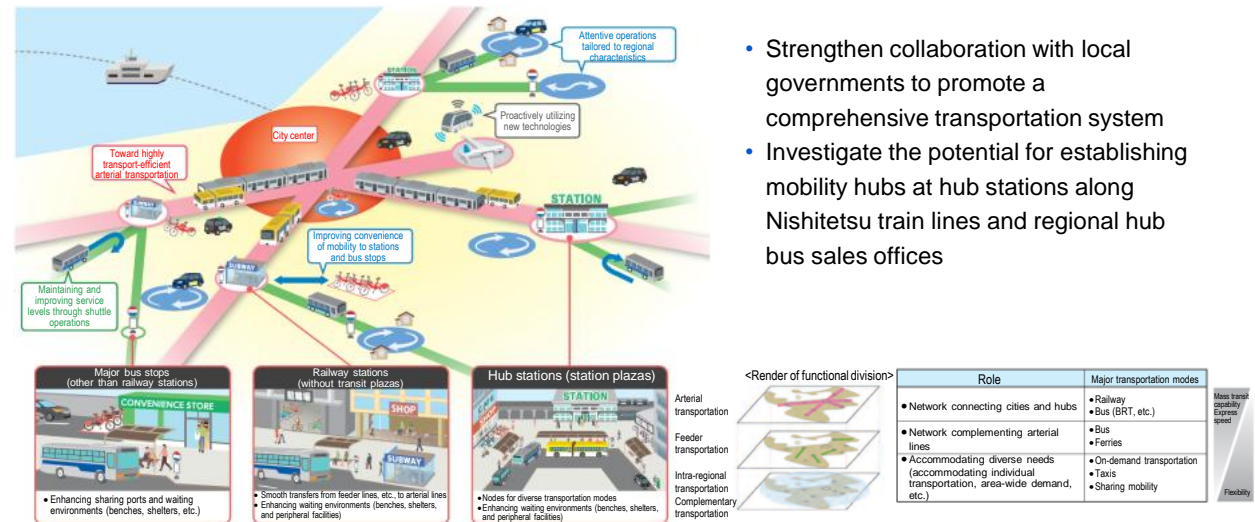 Attentive operations
tailored to regional
characteristics
STATION
Proactively utilizing
new technologies
City center
Toward highly
transport-efficient
arterial transportation
SUBWAY
STATION
Improving convenience
of mobility to stations
and bus stops
SUBWAY
Maintaining and
improving service
levels through shuttle
operations
Major bus stops
(other than railway stations)
CONVENIENCE STORE
• Enhancing sharing ports and waiting
environments (benches, shelters, etc.)
Railway stations
(without transit plazas)
SHOP
SUBWAY
• Smooth transfers from feeder lines, etc., to arterial lines
• Enhancing waiting environments (benches, shelters,
and peripheral facilities)
Hub stations (station plazas)
STATION
SHOP
• Nodes for diverse transportation modes
• Enhancing waiting environments (benches, shelters,
and peripheral facilities)
• Strengthen collaboration with local
governments to promote a
comprehensive transportation system
• Investigate the potential for establishing
mobility hubs at hub stations along
Nishitetsu train lines and regional hub
bus sales offices
<Render of functional division>
Arterial
transportation
Feeder
transportation
Intra-regional
transportation
Complementary
transportation
Role
Major transportation modes
• Network connecting cities and hubs
• Railway
• Bus (BRT, etc.)
• Network complementing arterial
lines
• Bus
• Ferries
• Accommodating diverse needs
(accommodating individual
transportation, area-wide demand,
etc.)
• On-demand transportation
• Taxis
• Sharing mobility
Mass transit
capability
Express
speed
Flexibility